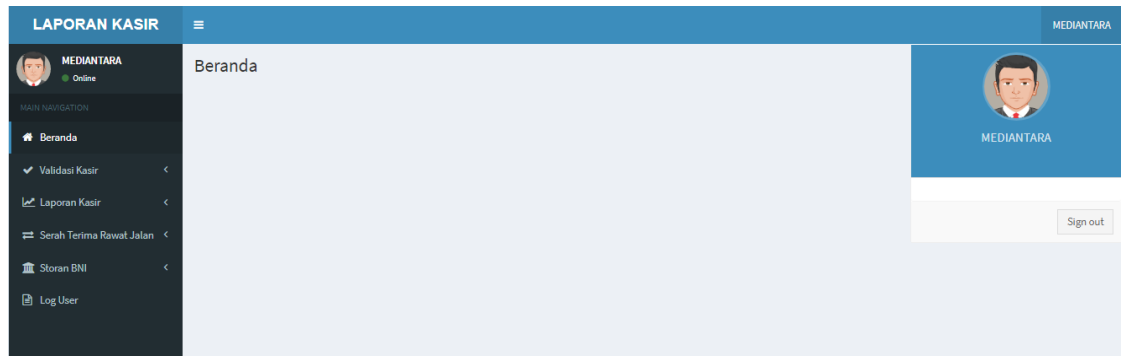 LAPORAN KASIR
MEDIANTARA
MEDIANTARA
Online
MAIN NAVIGATION
Beranda
Validasi Kasir
Laporan Kasir
Serah Terima Rawat Jalan
Storan BNI
Log User
Beranda
MEDIANTARA
Sign out